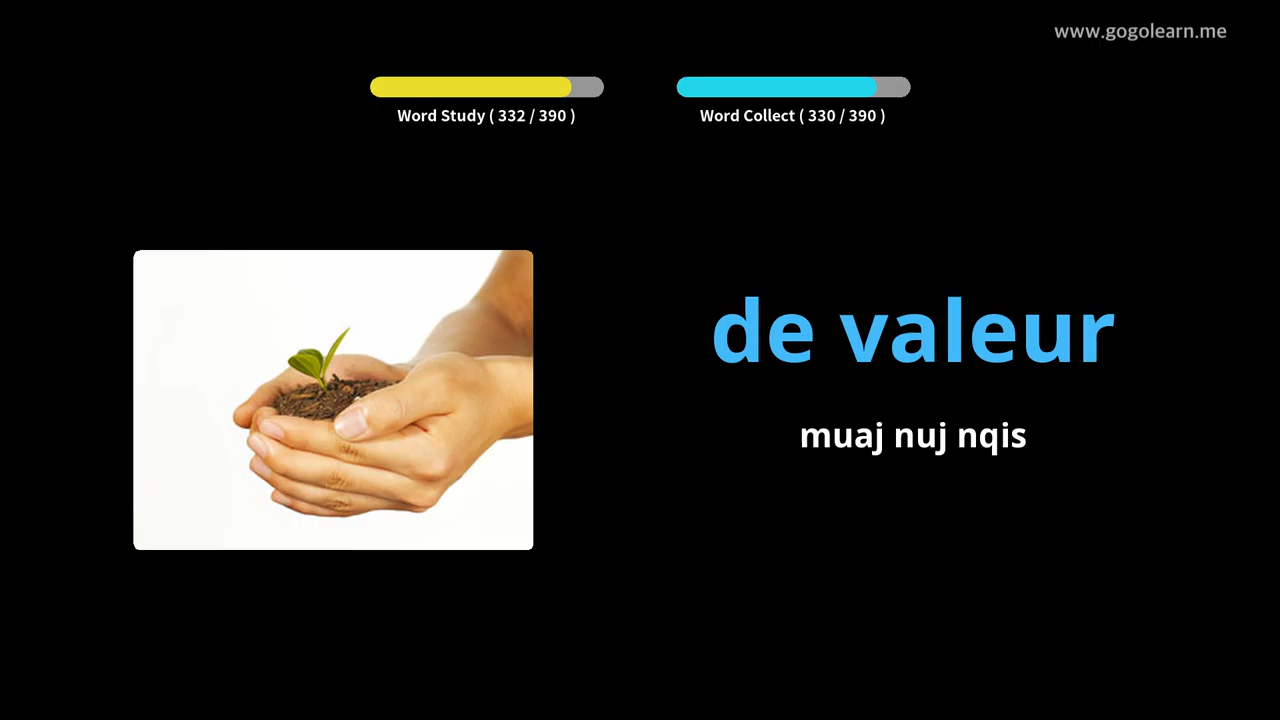 www.gogolearn.me
Word Study ( 332 / 390 )
Word Collect ( 330 / 390 )
de valeur
muaj nuj nqis